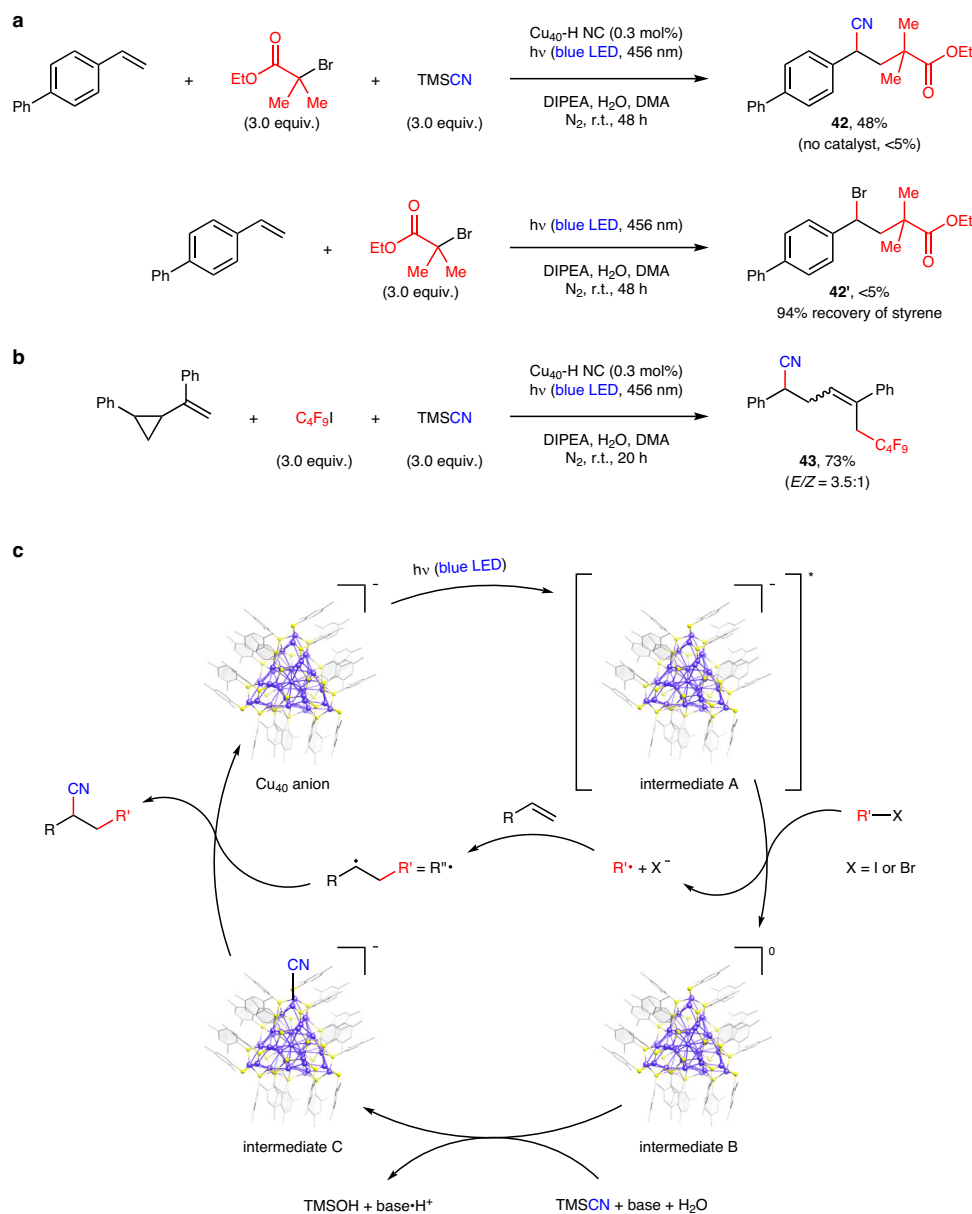 a
Ph
+
EtO
O
Br
Me
Me
(3.0 equiv.)
+
TMSCN
(3.0 equiv.)
Cu₄₀-H NC (0.3 mol%)
hν (blue LED, 456 nm)
DIPEA, H₂O, DMA
N₂, r.t., 48 h
Ph
CN
Me
Me
OEt
O
42, 48%
(no catalyst, <5%)
Ph
+
EtO
O
Br
Me
Me
(3.0 equiv.)
hν (blue LED, 456 nm)
DIPEA, H₂O, DMA
N₂, r.t., 48 h
Ph
Br
Me
Me
OEt
O
42', <5%
94% recovery of styrene
b
Ph
Ph
+
C₄F₉I
(3.0 equiv.)
+
TMSCN
(3.0 equiv.)
Cu₄₀-H NC (0.3 mol%)
hν (blue LED, 456 nm)
DIPEA, H₂O, DMA
N₂, r.t., 20 h
CN
Ph
Ph
C₄F₉
43, 73%
(E/Z = 3.5:1)
c
hν (blue LED)
−
Cu₄₀ anion
−
*
intermediate A
CN
R
R'
R
R'–X
X = I or Br
R'• + X⁻
R
•
R' = R''•
−
CN
intermediate C
0
intermediate B
TMSOH + base•H⁺
TMSCN + base + H₂O